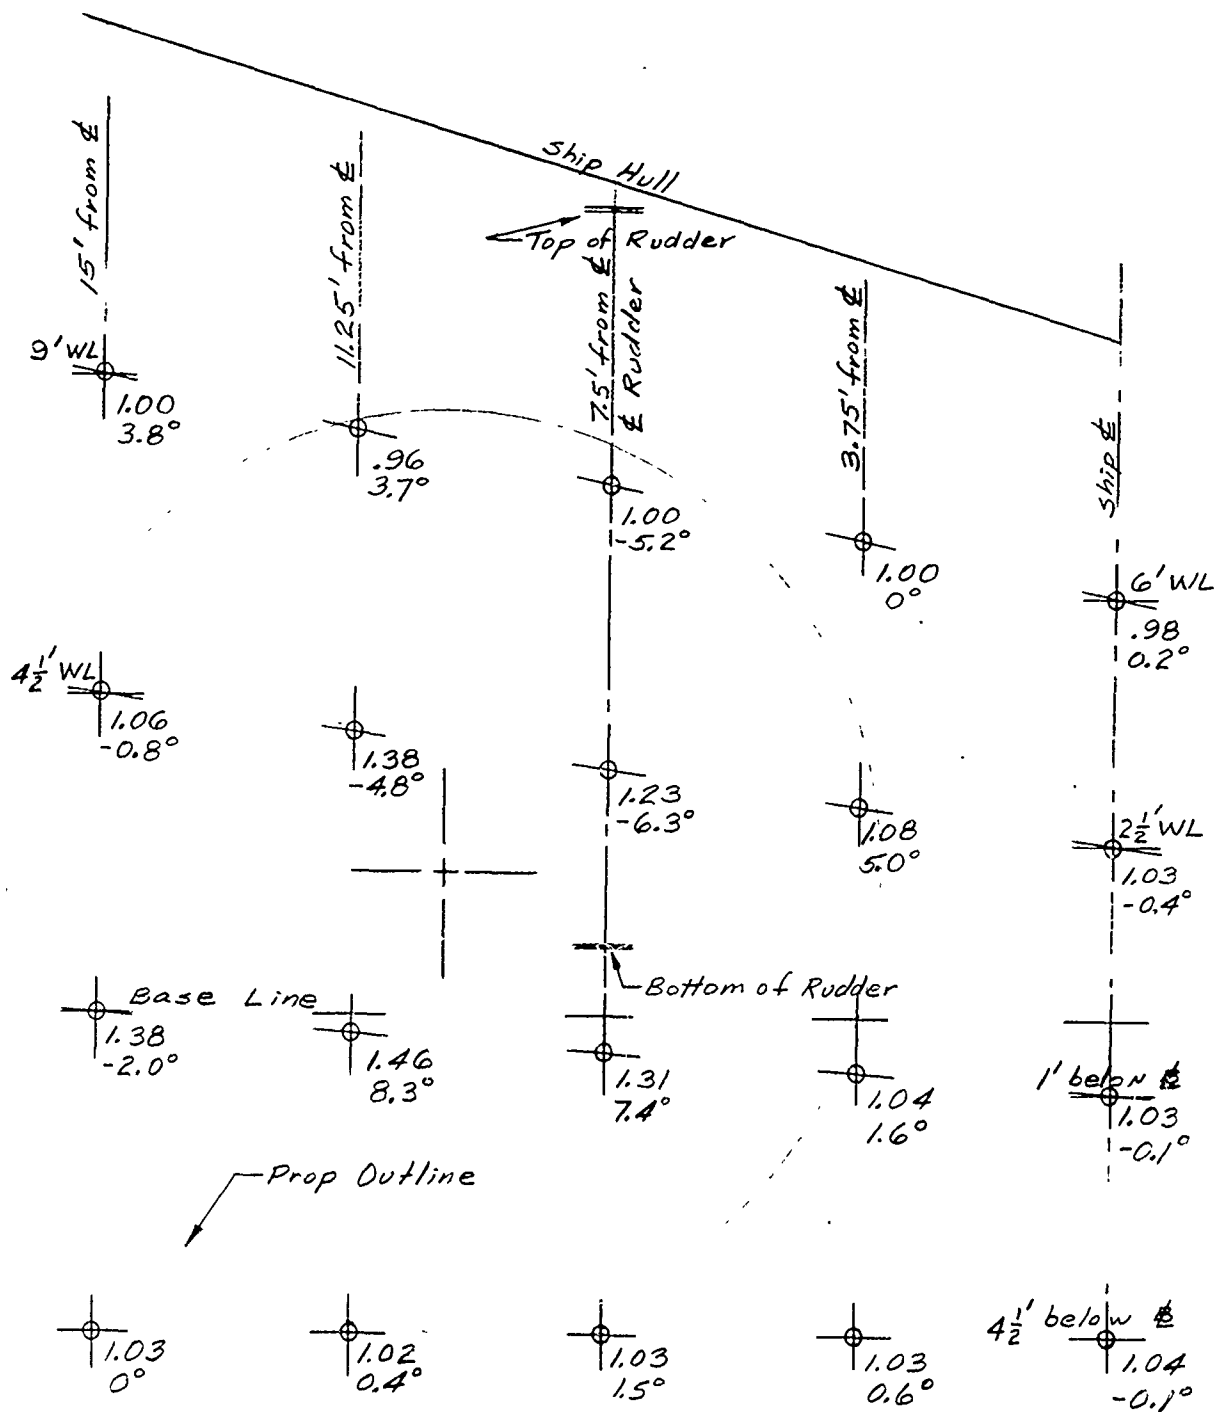 Ship Hull
Top of Rudder
15' from ℄
11.25' from ℄
7.5' from ℄
℄ Rudder
3.75' from ℄
Ship ℄
9' WL
1.00
3.8°
.96
3.7°
1.00
-5.2°
1.00
0°
6' WL
.98
0.2°
4½' WL
1.06
-0.8°
1.38
-4.8°
1.23
-6.3°
1.08
5.0°
2½' WL
1.03
-0.4°
Bottom of Rudder
Base Line
1.38
-2.0°
1.46
8.3°
1.31
7.4°
1.04
1.6°
1' below
1.03
-0.1°
Prop Outline
1.03
0°
1.02
0.4°
1.03
1.5°
1.03
0.6°
4½' below
1.04
-0.1°